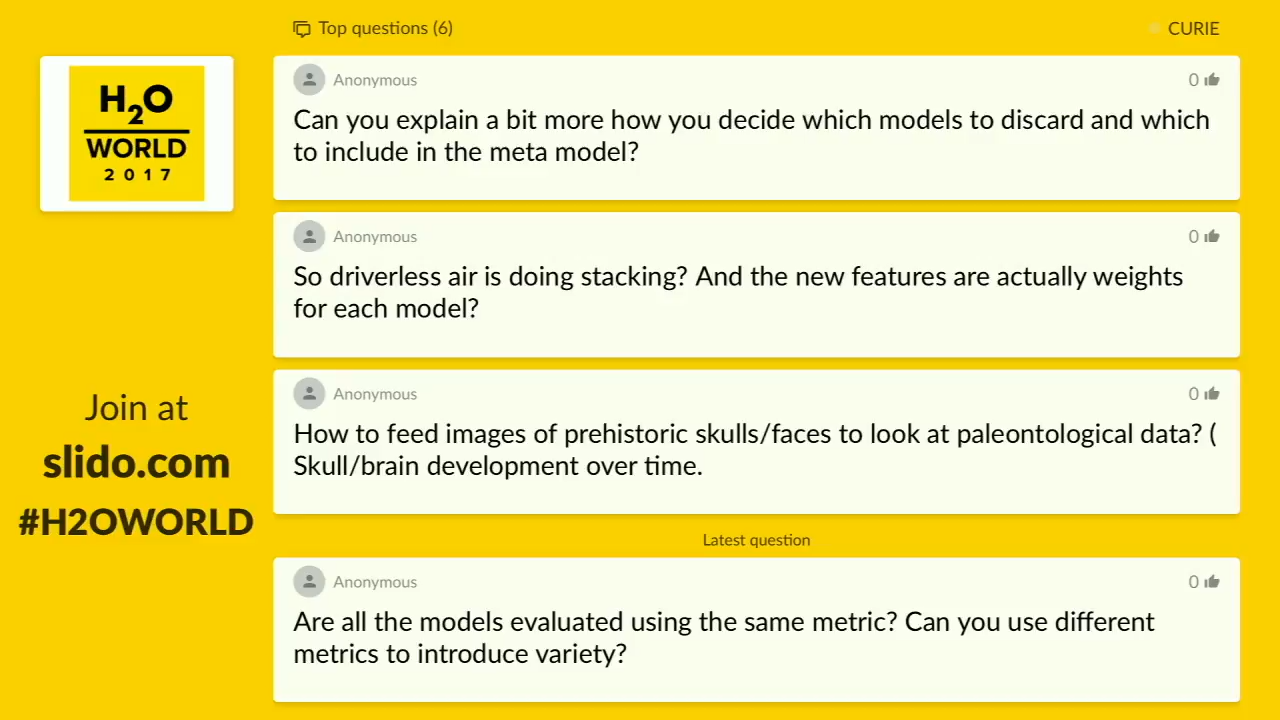 Top questions (6)
CURIE
H2O
WORLD
2017
Join at
slido.com
#H2OWORLD
Anonymous
0
Can you explain a bit more how you decide which models to discard and which
to include in the meta model?
Anonymous
0
So driverless air is doing stacking? And the new features are actually weights
for each model?
Anonymous
0
How to feed images of prehistoric skulls/faces to look at paleontological data? (
Skull/brain development over time.
Latest question
Anonymous
0
Are all the models evaluated using the same metric? Can you use different
metrics to introduce variety?